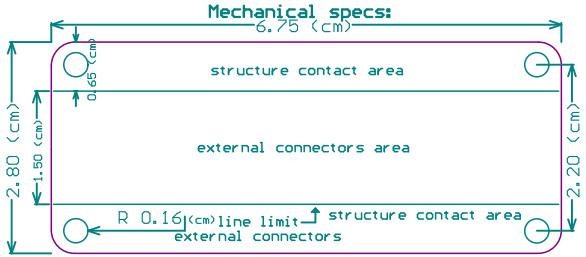 Mechanical specs:
6.75 (cm)
0.65 (cm)
structure contact area
2.80 (cm)
1.50 (cm)
external connectors area
2.20 (cm)
R 0.16(cm)
line limit
structure contact area
external connectors